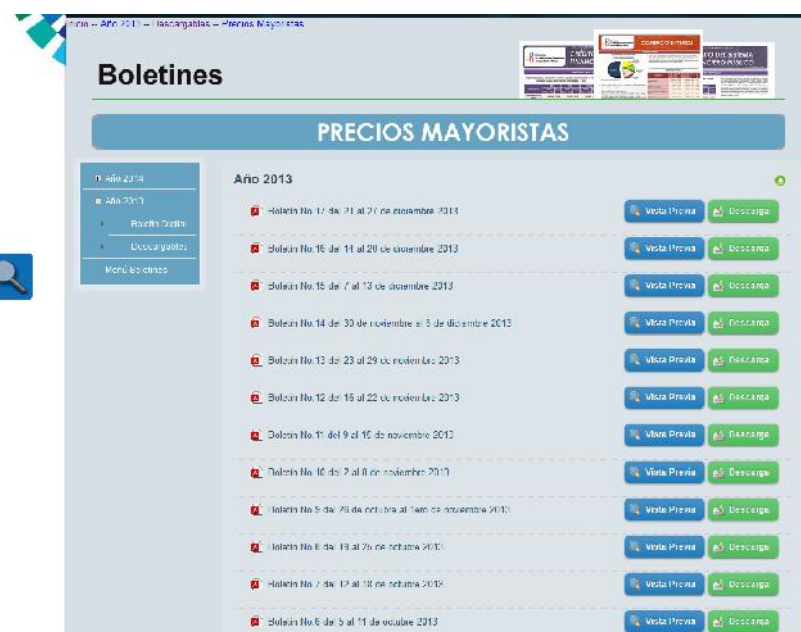 Inicio -- Año 2013 -- Descargables -- Precios Mayoristas
Boletines
PRECIOS MAYORISTAS
Año 2014
Año 2013
Boletín Digital
Descargables
Menú Boletines
Año 2013
Boletín No.17 del 21 al 27 de diciembre 2013 Vista Previa Descarga
Boletín No.16 del 14 al 20 de diciembre 2013 Vista Previa Descarga
Boletín No.15 del 7 al 13 de diciembre 2013 Vista Previa Descarga
Boletín No.14 del 30 de noviembre al 6 de diciembre 2013 Vista Previa Descarga
Boletín No.13 del 23 al 29 de noviembre 2013 Vista Previa Descarga
Boletín No.12 del 16 al 22 de noviembre 2013 Vista Previa Descarga
Boletín No.11 del 9 al 15 de noviembre 2013 Vista Previa Descarga
Boletín No.10 del 2 al 8 de noviembre 2013 Vista Previa Descarga
Boletín No.9 del 26 de octubre al 1ero de noviembre 2013 Vista Previa Descarga
Boletín No.8 del 19 al 25 de octubre 2013 Vista Previa Descarga
Boletín No.7 del 12 al 18 de octubre 2013 Vista Previa Descarga
Boletín No.6 del 5 al 11 de octubre 2013 Vista Previa Descarga